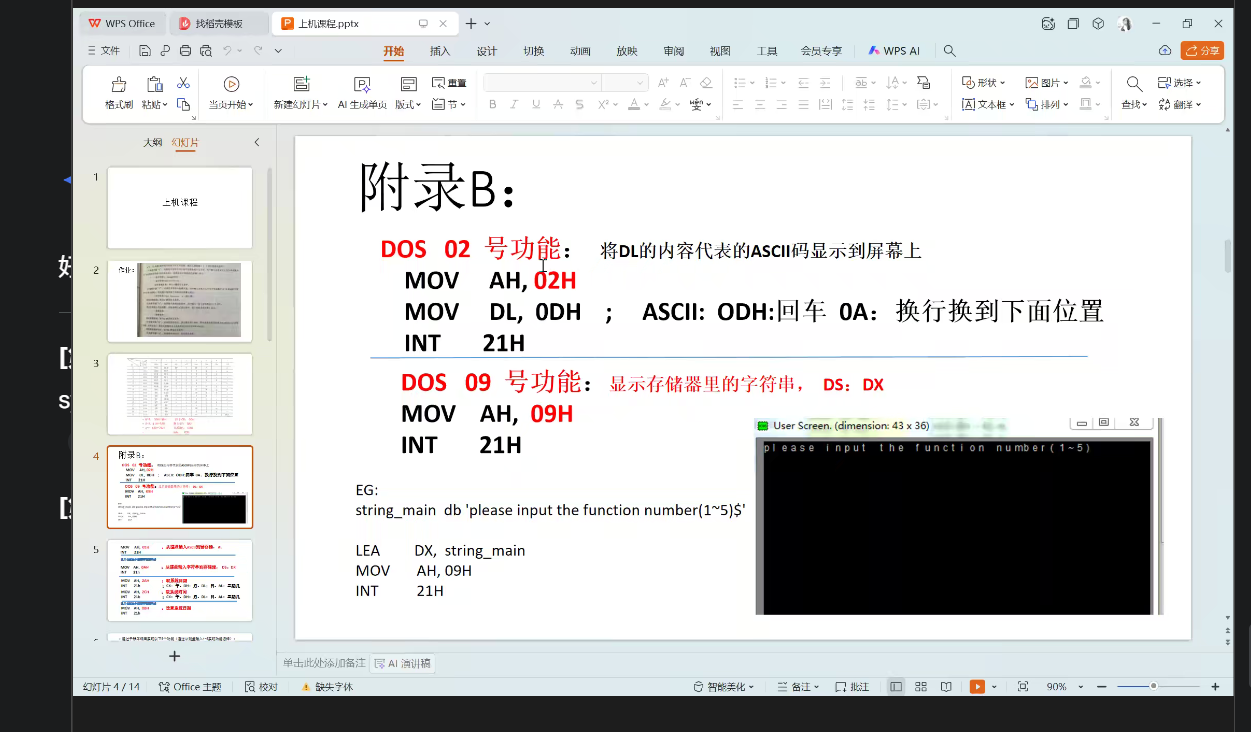 WPS Office 找稻壳模板 上机课程.pptx
文件 开始 插入 设计 切换 动画 放映 审阅 视图 工具 会员专享 WPS AI 分享
格式刷 粘贴 当页开始 新建幻灯片 AI 生成单页 版式 重置 节 B I U A S X² A 形状 文本框 图片 排列 查找 选择 翻译
大纲 幻灯片
1 上机课程
2 作业:
3
4 附录B:
5
附录B：
DOS 02 号功能： 将DL的内容代表的ASCII码显示到屏幕上
MOV AH, 02H
MOV DL, 0DH ; ASCII: ODH:回车 0A：换行换到下面位置
INT 21H
DOS 09 号功能：显示存储器里的字符串， DS：DX
MOV AH, 09H
INT 21H
EG:
string_main db 'please input the function number(1~5)$'
LEA DX, string_main
MOV AH, 09H
INT 21H
User Screen. (dimension: 43 x 36)
please input the function number(1~5)
单击此处添加备注 AI 演讲稿
幻灯片 4 / 14 Office 主题 校对 缺失字体 智能美化 备注 批注 90%